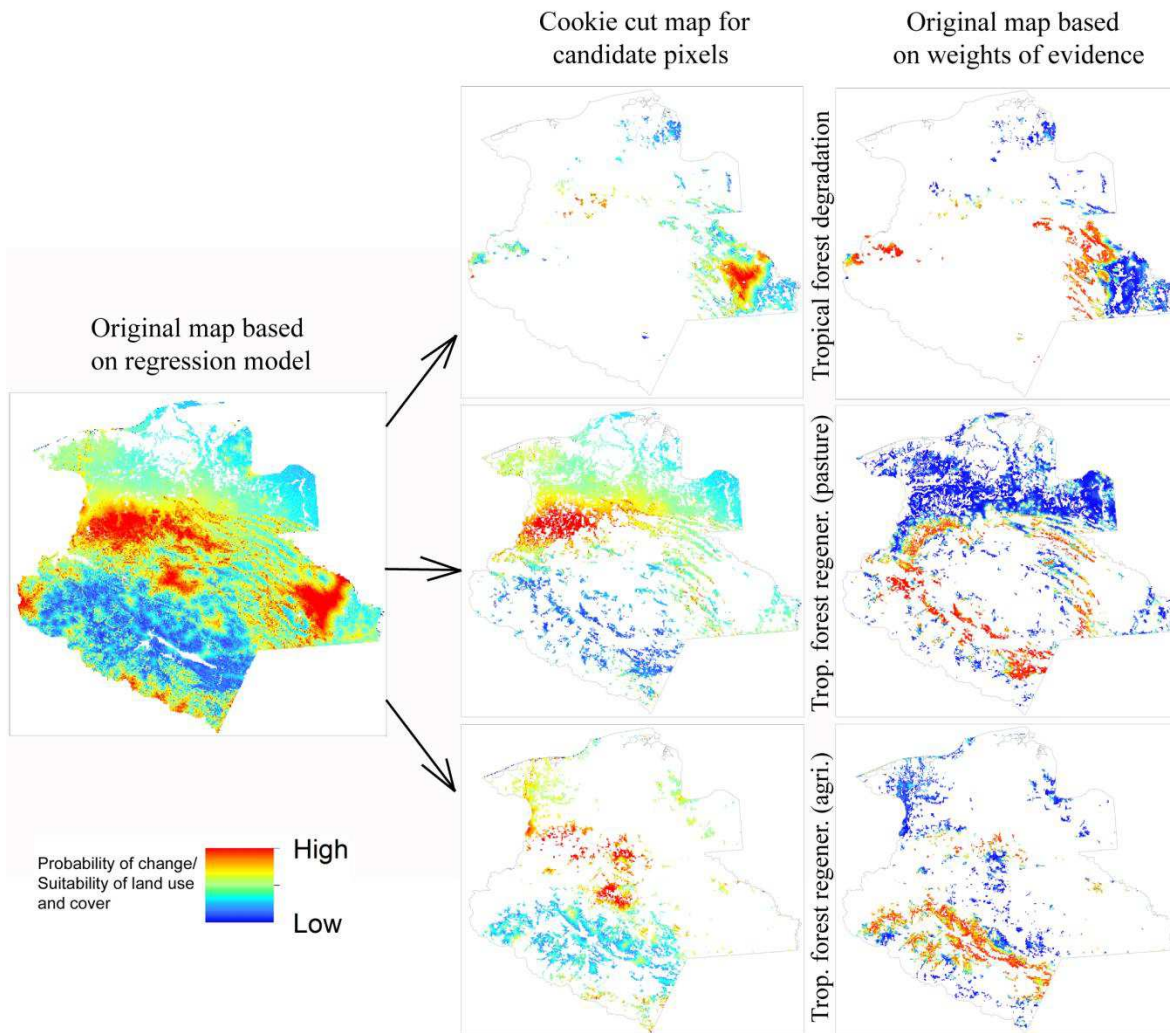 Cookie cut map for
candidate pixels
Original map based
on weights of evidence
Tropical forest degradation
Original map based
on regression model
Trop. forest regener. (pasture)
Trop. forest regener. (agri.)
Probability of change/
Suitability of land use
and cover
High
Low